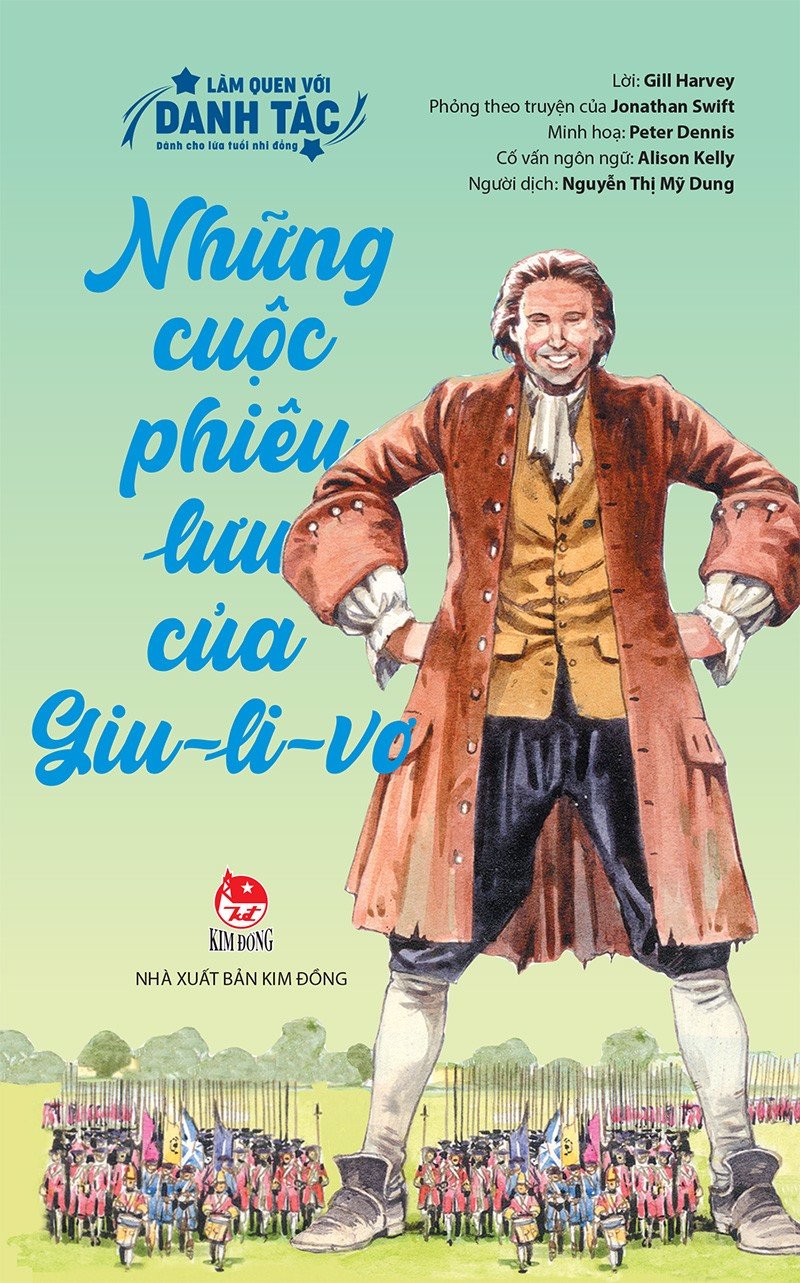 LÀM QUEN VỚI
DANH TÁC
Dành cho lứa tuổi nhi đồng
Lời: Gill Harvey
Phỏng theo truyện của Jonathan Swift
Minh hoạ: Peter Dennis
Cố vấn ngôn ngữ: Alison Kelly
Người dịch: Nguyễn Thị Mỹ Dung
Những
cuộc
phiêu
lưu
của
Giu-li-vơ
kđ
KIM ĐỒNG
NHÀ XUẤT BẢN KIM ĐỒNG